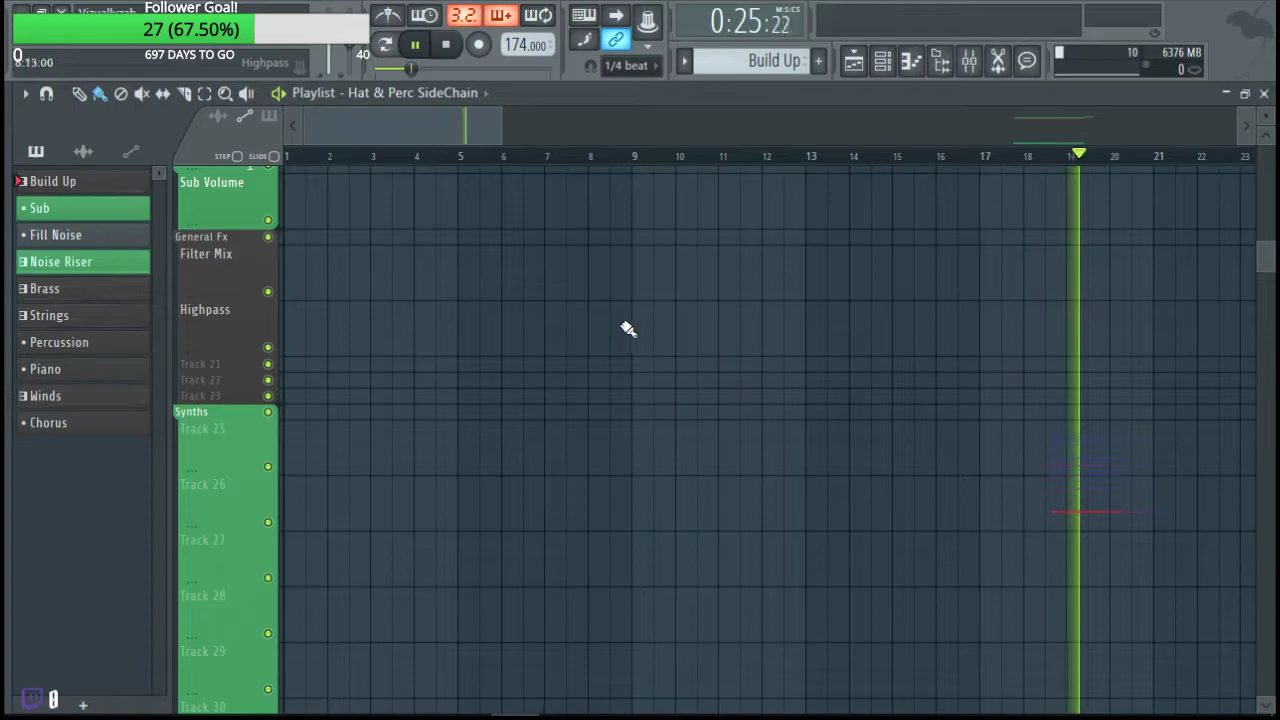 Follower Goal!
27 (67.50%)
0
697 DAYS TO GO
40
3:13:00
Highpass
3.2.
174.000
0:25:22
M:S:CS
1/4 beat
Build Up
10
6376 MB
0
Playlist - Hat & Perc SideChain
STEP
SLIDE
1 2 3 4 5 6 7 8 9 10 11 12 13 14 15 16 17 18 19 20 21 22 23
Build Up
Sub
Fill Noise
Noise Riser
Brass
Strings
Percussion
Piano
Winds
Chorus
Sub Volume
General Fx
Filter Mix
Highpass
Track 21
Track 22
Track 23
Synths
Track 25
Track 26
Track 27
Track 28
Track 29
Track 30